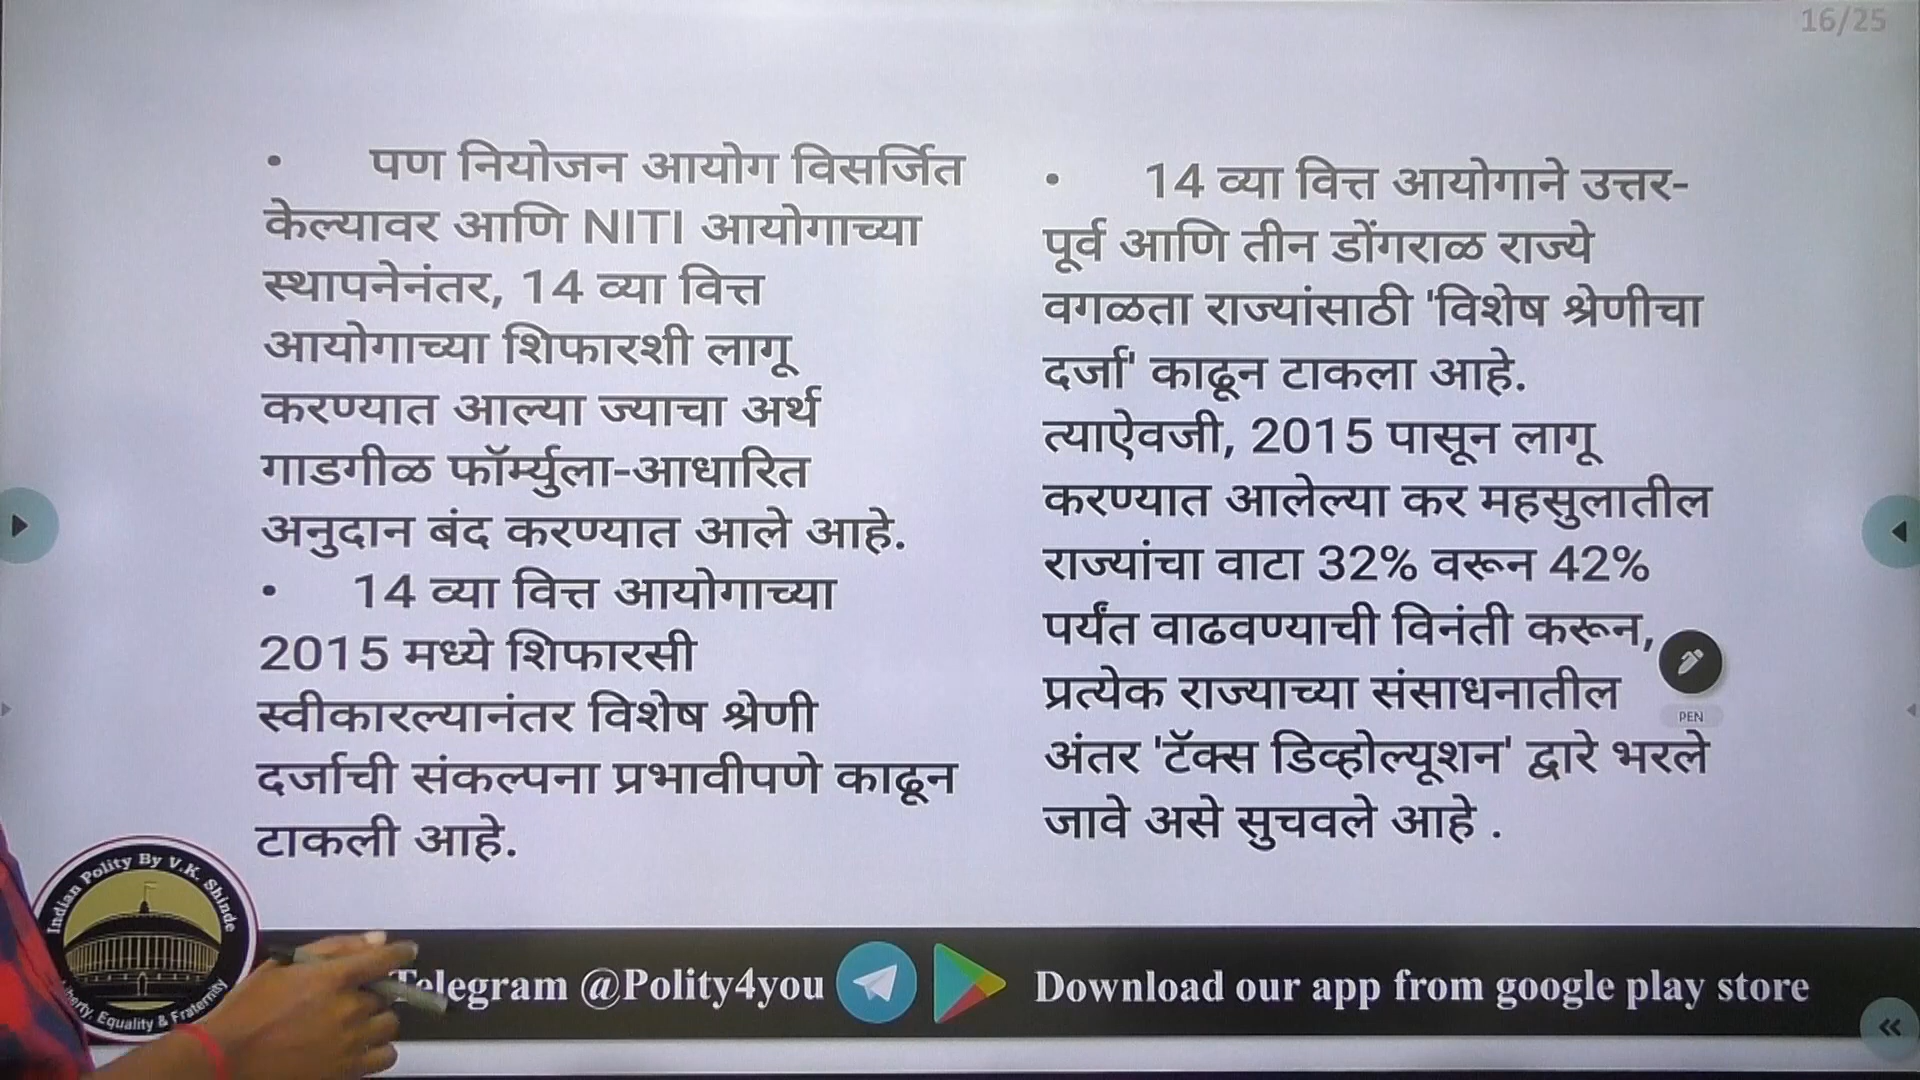 16/25
• पण नियोजन आयोग विसर्जित
केल्यावर आणि NITI आयोगाच्या
स्थापनेनंतर, 14 व्या वित्त
आयोगाच्या शिफारशी लागू
करण्यात आल्या ज्याचा अर्थ
गाडगीळ फॉर्म्युला-आधारित
अनुदान बंद करण्यात आले आहे.
• 14 व्या वित्त आयोगाच्या
2015 मध्ये शिफारसी
स्वीकारल्यानंतर विशेष श्रेणी
दर्जाची संकल्पना प्रभावीपणे काढून
टाकली आहे.
• 14 व्या वित्त आयोगाने उत्तर-
पूर्व आणि तीन डोंगराळ राज्ये
वगळता राज्यांसाठी 'विशेष श्रेणीचा
दर्जा' काढून टाकला आहे.
त्याऐवजी, 2015 पासून लागू
करण्यात आलेल्या कर महसुलातील
राज्यांचा वाटा 32% वरून 42%
पर्यंत वाढवण्याची विनंती करून,
प्रत्येक राज्याच्या संसाधनातील
अंतर 'टॅक्स डिव्होल्यूशन' द्वारे भरले
जावे असे सुचवले आहे .
PEN
Indian Polity By V.K. Shinde
Equality & Fraternity
Telegram @Polity4you
Download our app from google play store